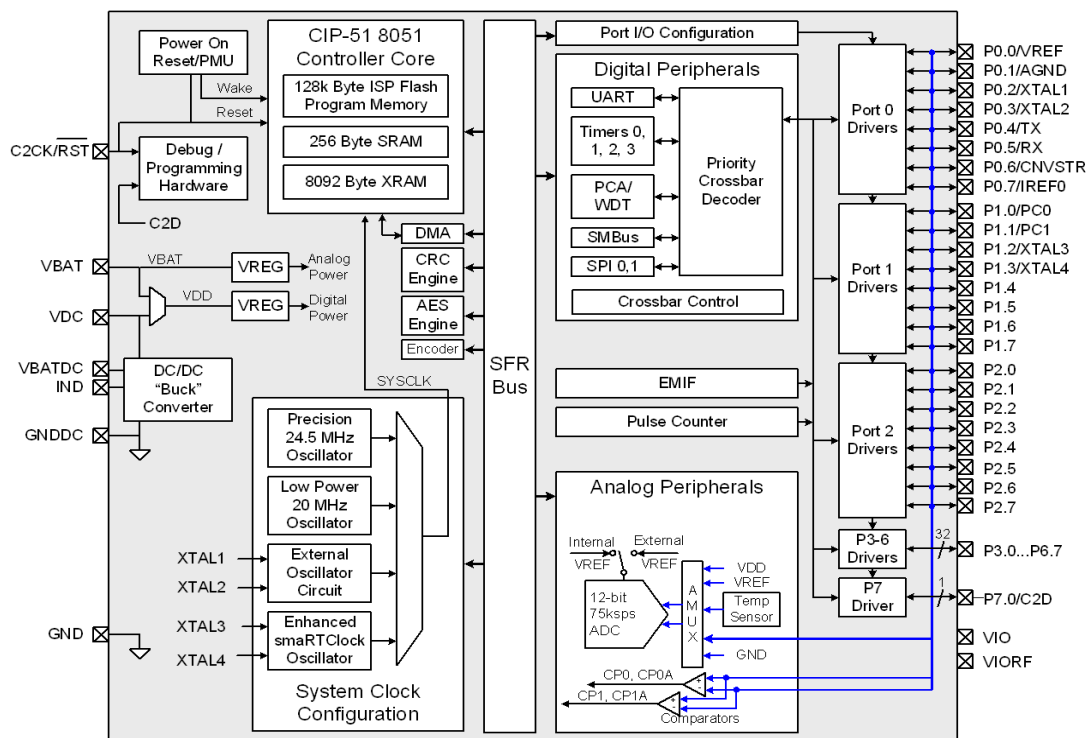 Power On
Reset/PMU
Wake
Reset
C2CK/RST
Debug /
Programming
Hardware
C2D
CIP-51 8051
Controller Core
128k Byte ISP Flash
Program Memory
256 Byte SRAM
8092 Byte XRAM
VBAT
VBAT
VREG
Analog
Power
VDC
VDD
VREG
Digital
Power
VBATDC
IND
DC/DC
“Buck”
Converter
GNDDC
DMA
CRC
Engine
AES
Engine
Encoder
SYSCLK
Precision
24.5 MHz
Oscillator
Low Power
20 MHz
Oscillator
XTAL1
XTAL2
External
Oscillator
Circuit
XTAL3
XTAL4
Enhanced
smaRTClock
Oscillator
GND
System Clock
Configuration
SFR
Bus
Port I/O Configuration
Digital Peripherals
UART
Timers 0,
1, 2, 3
PCA/
WDT
SMBus
SPI 0,1
Priority
Crossbar
Decoder
Crossbar Control
EMIF
Pulse Counter
Analog Peripherals
Internal
VREF
External
VREF
12-bit
75ksps
ADC
AMUX
VDD
VREF
Temp
Sensor
GND
CP0, CP0A
+
-
CP1, CP1A
+
-
Comparators
Port 0
Drivers
Port 1
Drivers
Port 2
Drivers
P3-6
Drivers
P7
Driver
32
1
P0.0/VREF
P0.1/AGND
P0.2/XTAL1
P0.3/XTAL2
P0.4/TX
P0.5/RX
P0.6/CNVSTR
P0.7/IREF0
P1.0/PC0
P1.1/PC1
P1.2/XTAL3
P1.3/XTAL4
P1.4
P1.5
P1.6
P1.7
P2.0
P2.1
P2.2
P2.3
P2.4
P2.5
P2.6
P2.7
P3.0...P6.7
P7.0/C2D
VIO
VIORF